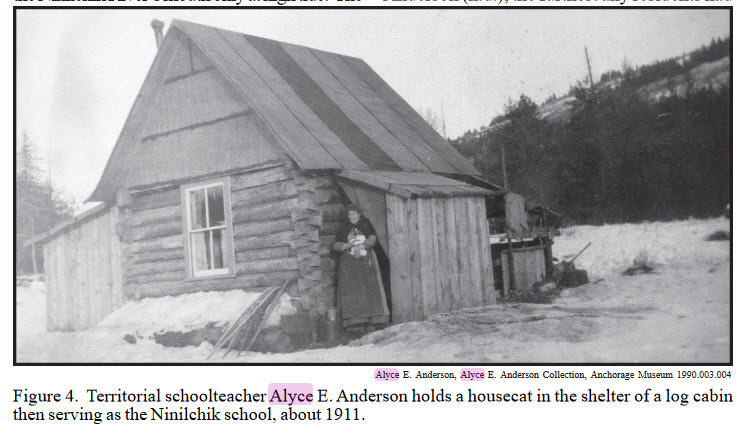 Alyce E. Anderson, Alyce E. Anderson Collection, Anchorage Museum 1990.003.004
Figure 4. Territorial schoolteacher Alyce E. Anderson holds a housecat in the shelter of a log cabin
then serving as the Ninilchik school, about 1911.